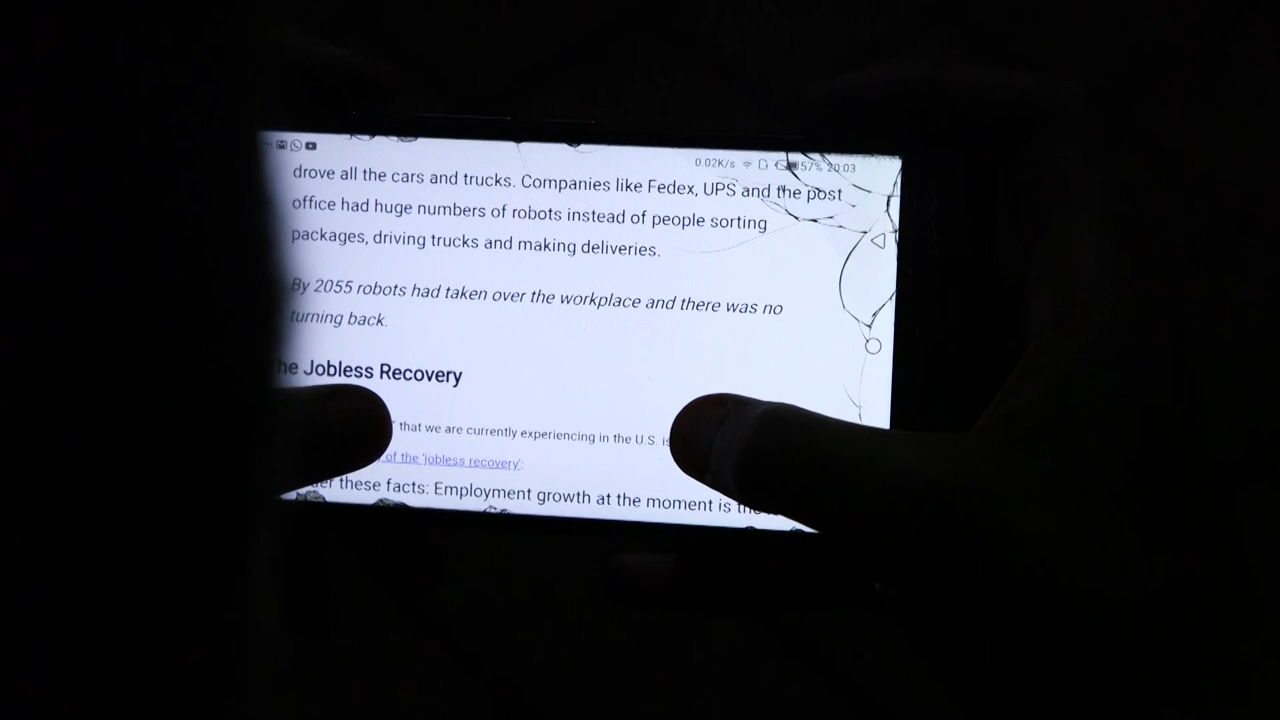 0.02K/s 57% 20:03
drove all the cars and trucks. Companies like Fedex, UPS and the post
office had huge numbers of robots instead of people sorting
packages, driving trucks and making deliveries.
By 2055 robots had taken over the workplace and there was no
turning back.
he Jobless Recovery
" that we are currently experiencing in the U.S. is
of the 'jobless recovery':
these facts: Employment growth at the moment is the